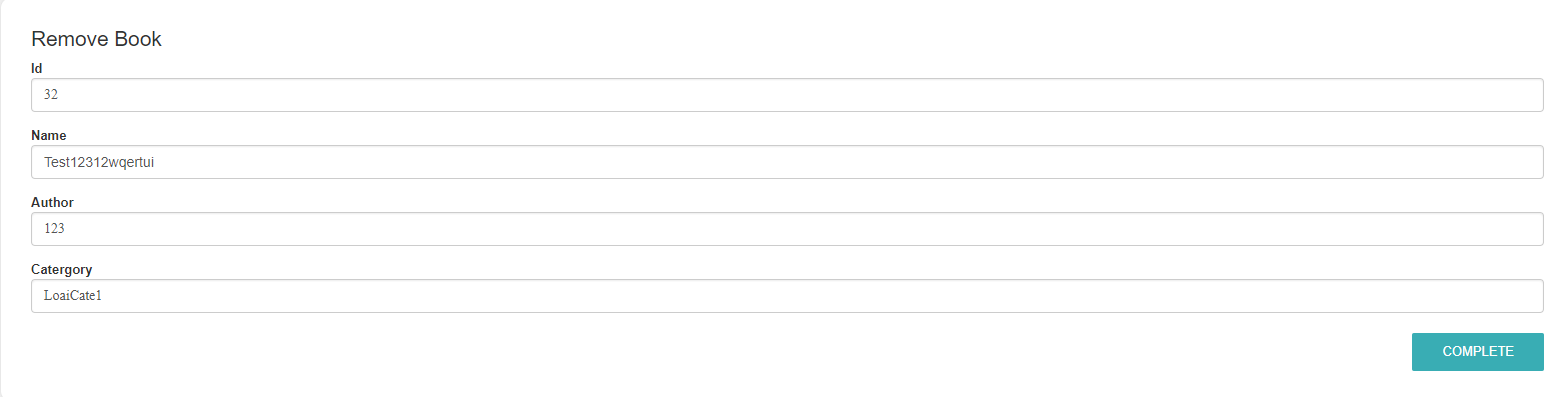 Remove Book
Id
32
Name
Test12312wqertui
Author
123
Catergory
LoaiCate1
COMPLETE